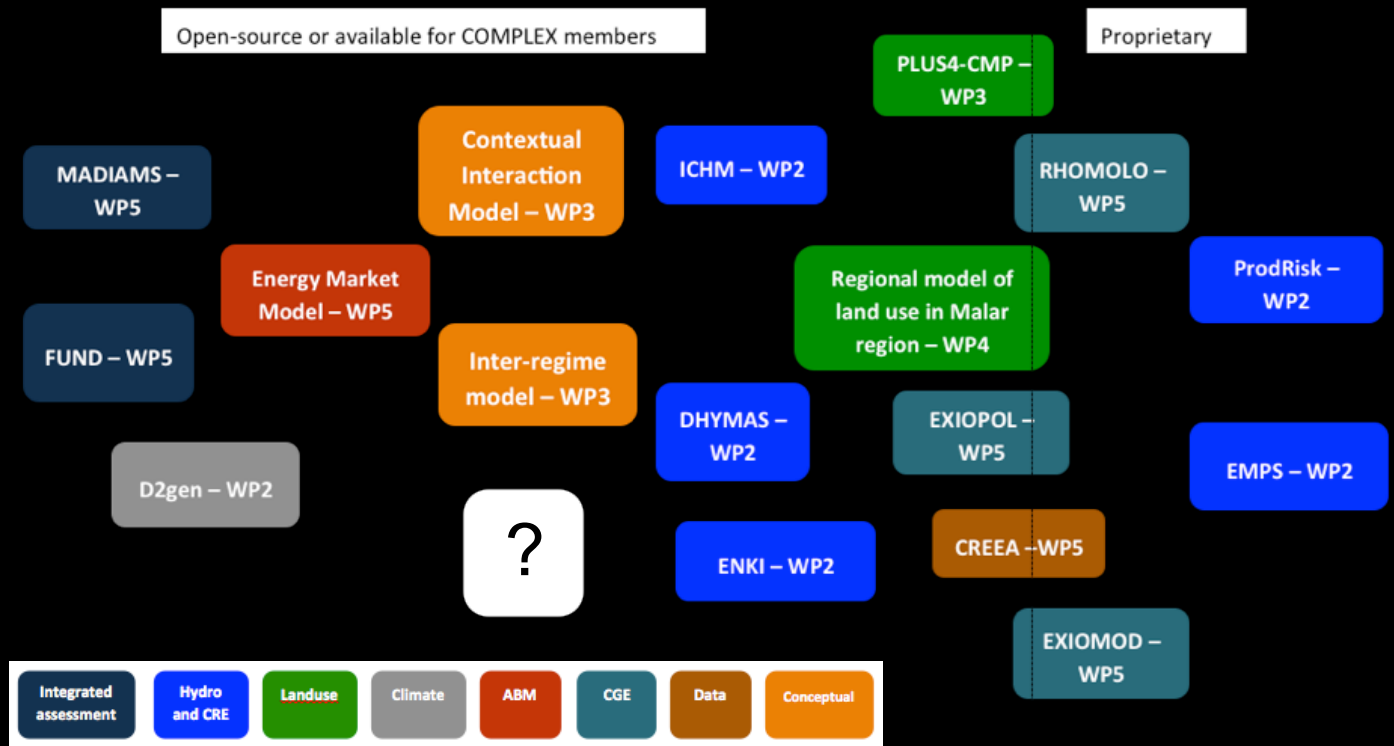 Open-source or available for COMPLEX members
Proprietary
PLUS4-CMP –
WP3
Contextual
Interaction
Model – WP3
ICHM – WP2
RHOMOLO –
WP5
MADIAMS –
WP5
Energy Market
Model – WP5
Regional model of
land use in Malar
region – WP4
ProdRisk –
WP2
FUND – WP5
Inter-regime
model – WP3
DHYMAS –
WP2
EXIOPOL –
WP5
EMPS – WP2
D2gen – WP2
?
ENKI – WP2
CREEA –WP5
EXIOMOD –
WP5
Integrated
assessment
Hydro
and CRE
Landuse
Climate
ABM
CGE
Data
Conceptual